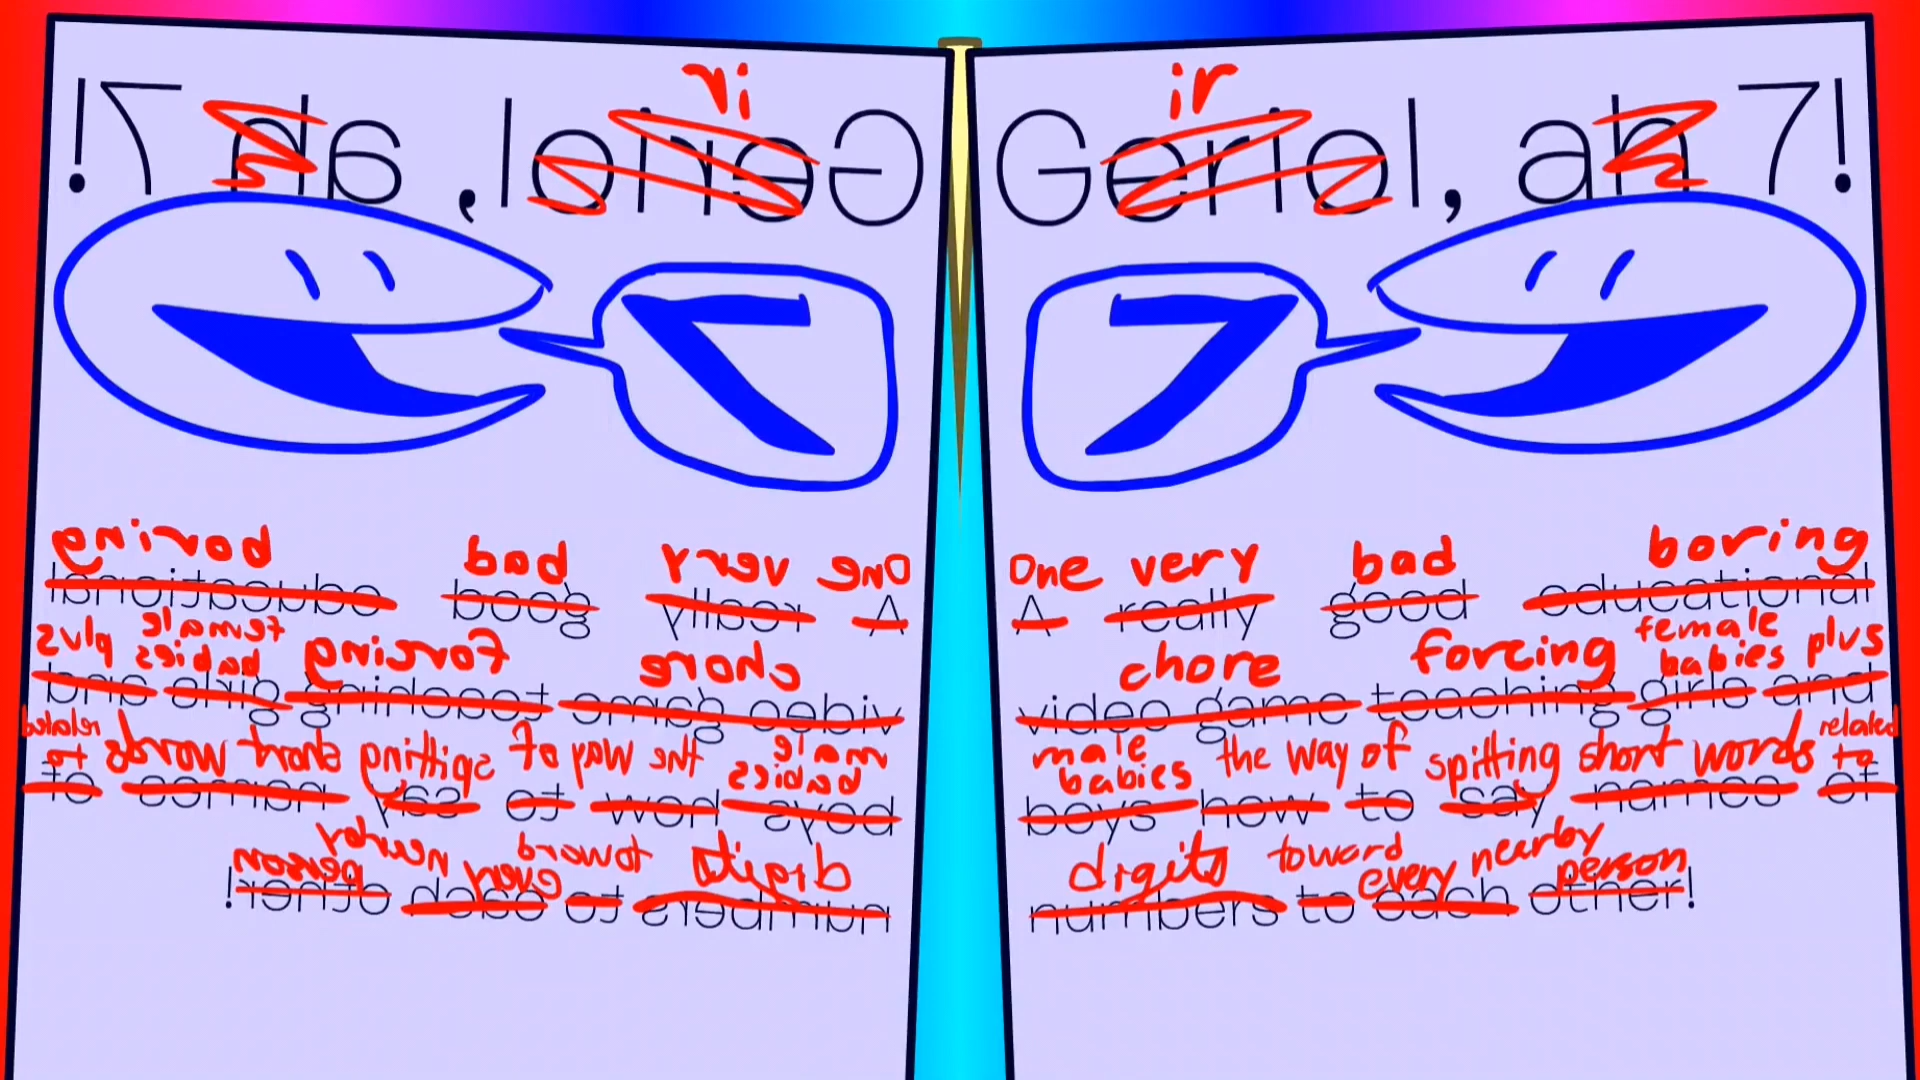 ir
7!
7
One very bad boring
A really good educational
chore forcing female babies plus
video game teaching girls and
male babies the way of spitting short words related to
boys how to say names of
digits toward every nearby person
numbers to each other!